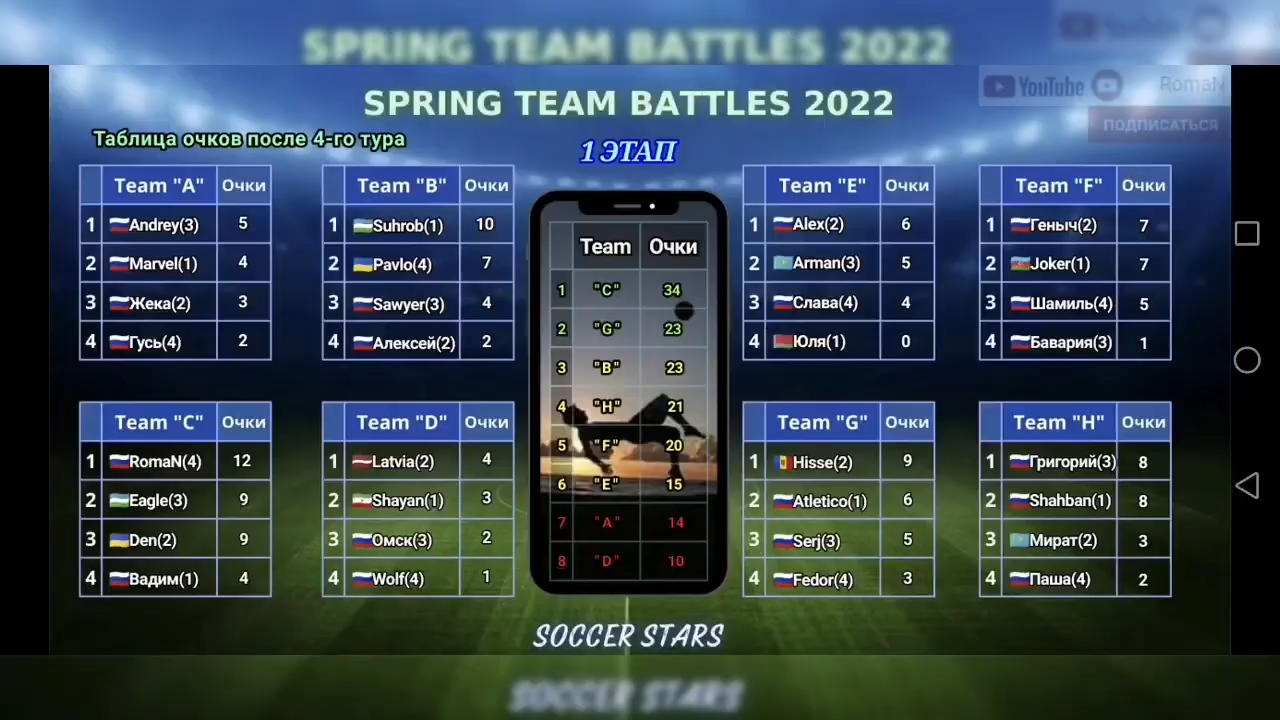 SPRING TEAM BATTLES 2022
SPRING TEAM BATTLES 2022
YouTube
RomaN
ПОДПИСАТЬСЯ
Таблица очков после 4-го тура
1 ЭТАП
Team "A" Очки
1 Andrey(3) 5
2 Marvel(1) 4
3 Жека(2) 3
4 Гусь(4) 2
Team "B" Очки
1 Suhrob(1) 10
2 Pavlo(4) 7
3 Sawyer(3) 4
4 Алексей(2) 2
Team Очки
1 "C" 34
2 "G" 23
3 "B" 23
4 "H" 21
5 "F" 20
6 "E" 15
7 "A" 14
8 "D" 10
Team "E" Очки
1 Alex(2) 6
2 Arman(3) 5
3 Слава(4) 4
4 Юля(1) 0
Team "F" Очки
1 Геныч(2) 7
2 Joker(1) 7
3 Шамиль(4) 5
4 Бавария(3) 1
Team "C" Очки
1 RomaN(4) 12
2 Eagle(3) 9
3 Den(2) 9
4 Вадим(1) 4
Team "D" Очки
1 Latvia(2) 4
2 Shayan(1) 3
3 Омск(3) 2
4 Wolf(4) 1
Team "G" Очки
1 Hisse(2) 9
2 Atletico(1) 6
3 Serj(3) 5
4 Fedor(4) 3
Team "H" Очки
1 Григорий(3) 8
2 Shahban(1) 8
3 Мират(2) 3
4 Паша(4) 2
SOCCER STARS
SOCCER STARS